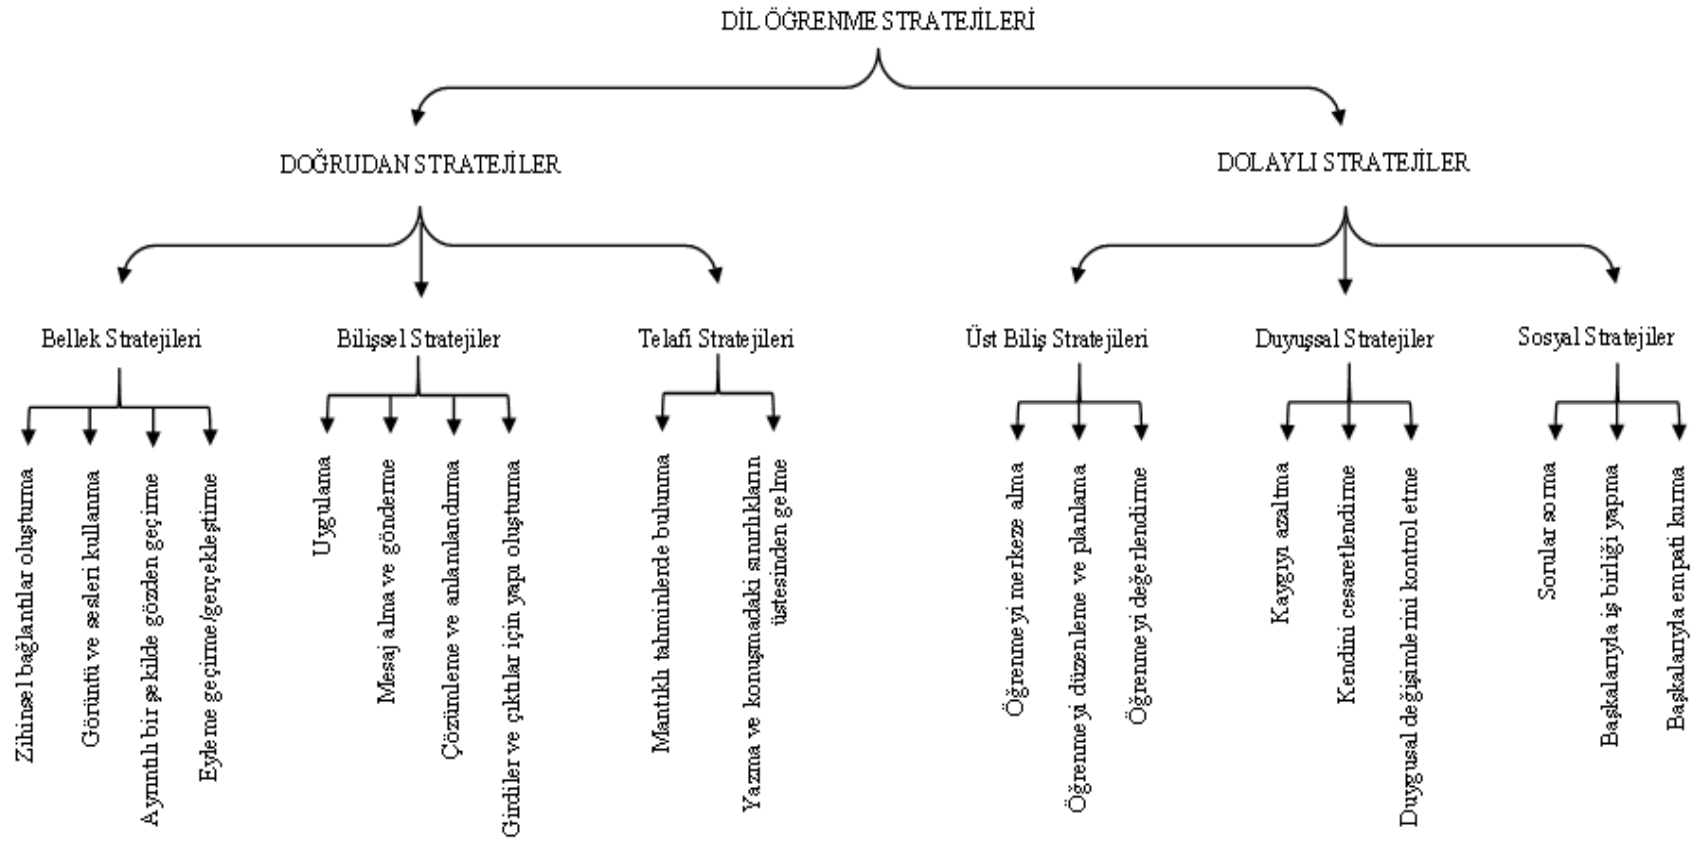 DİL ÖĞRENME STRATEJİLERİ
DOĞRUDAN STRATEJİLER
DOLAYLI STRATEJİLER
Bellek Stratejileri
Bilişsel Stratejiler
Telafi Stratejileri
Üst Biliş Stratejileri
Duyuşsal Stratejiler
Sosyal Stratejiler
Zihinsel bağlantılar oluşturma
Görüntü ve sesleri kullanma
Ayrıntılı bir şekilde gözden geçirme
Eyleme geçirme/gerçekleştirme
Uygulama
Mesaj alma ve gönderme
Çözümleme ve anlamlandırma
Girdiler ve çıktılar için yapı oluşturma
Mantıklı tahminlerde bulunma
Yazma ve konuşmadaki sınırlıkların
üstesinden gelme
Öğrenmeyi merkeze alma
Öğrenmeyi düzenleme ve planlama
Öğrenmeyi değerlendirme
Kaygıyı azaltma
Kendini cesaretlendirme
Duygusal değişimlerini kontrol etme
Sorular sorma
Başkalarıyla iş birliği yapma
Başkalarıyla empati kurma